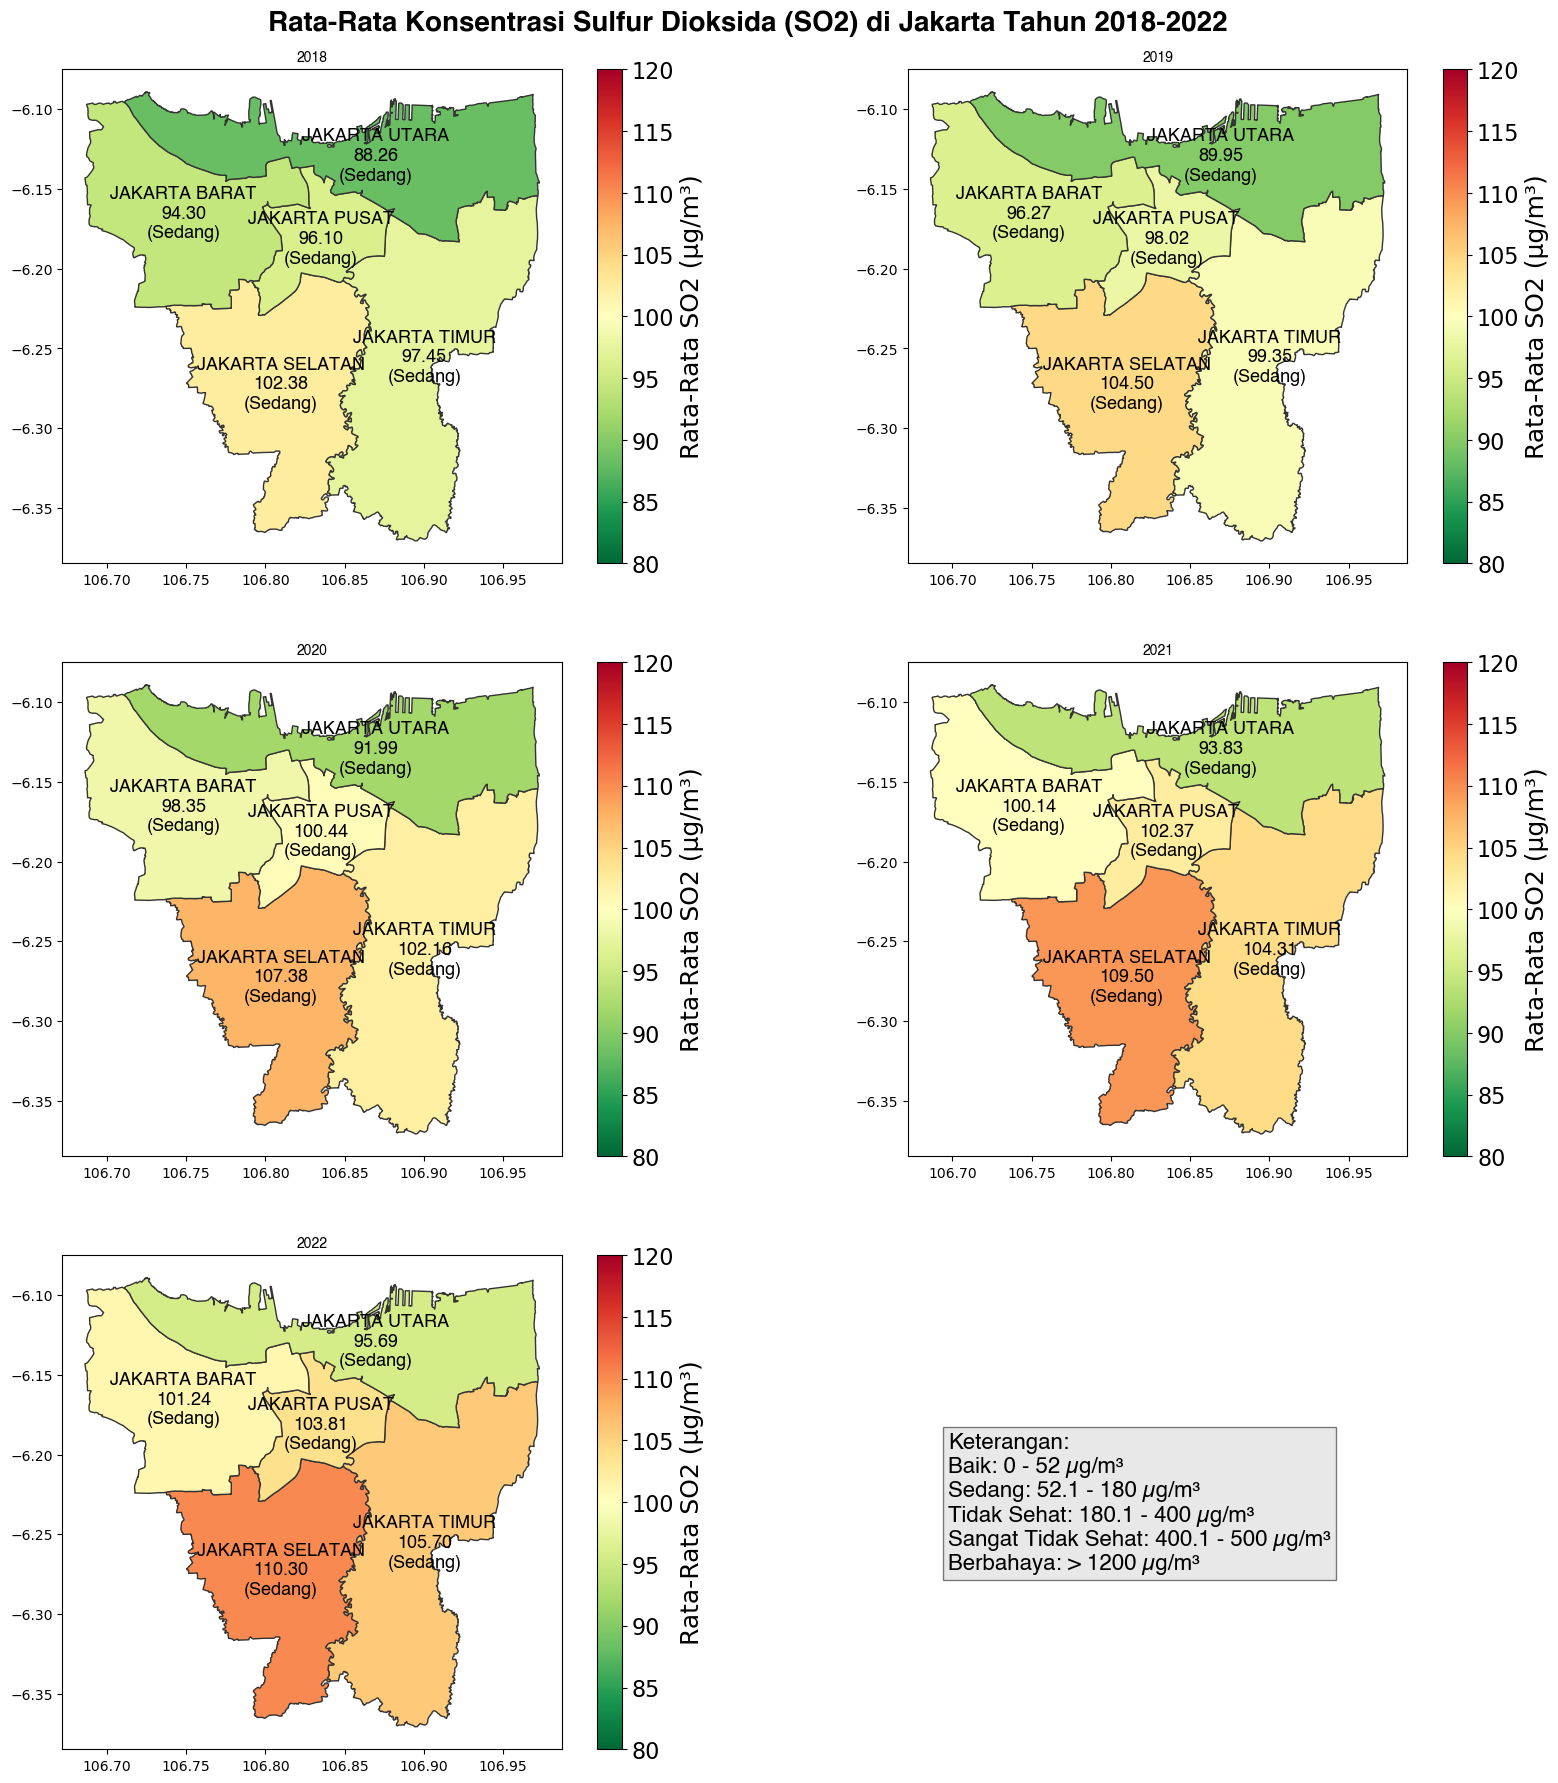 Rata-Rata Konsentrasi Sulfur Dioksida (SO2) di Jakarta Tahun 2018-2022
2018
−6.10
−6.15
−6.20
−6.25
−6.30
−6.35
106.70 106.75 106.80 106.85 106.90 106.95
JAKARTA UTARA
88.26
(Sedang)
JAKARTA BARAT
94.30
(Sedang)
JAKARTA PUSAT
96.10
(Sedang)
JAKARTA TIMUR
97.45
(Sedang)
JAKARTA SELATAN
102.38
(Sedang)
120
115
110
105
100
95
90
85
80
Rata-Rata SO2 (µg/m³)
2019
−6.10
−6.15
−6.20
−6.25
−6.30
−6.35
106.70 106.75 106.80 106.85 106.90 106.95
JAKARTA UTARA
89.95
(Sedang)
JAKARTA BARAT
96.27
(Sedang)
JAKARTA PUSAT
98.02
(Sedang)
JAKARTA TIMUR
99.35
(Sedang)
JAKARTA SELATAN
104.50
(Sedang)
120
115
110
105
100
95
90
85
80
Rata-Rata SO2 (µg/m³)
2020
−6.10
−6.15
−6.20
−6.25
−6.30
−6.35
106.70 106.75 106.80 106.85 106.90 106.95
JAKARTA UTARA
91.99
(Sedang)
JAKARTA BARAT
98.35
(Sedang)
JAKARTA PUSAT
100.44
(Sedang)
JAKARTA TIMUR
102.16
(Sedang)
JAKARTA SELATAN
107.38
(Sedang)
120
115
110
105
100
95
90
85
80
Rata-Rata SO2 (µg/m³)
2021
−6.10
−6.15
−6.20
−6.25
−6.30
−6.35
106.70 106.75 106.80 106.85 106.90 106.95
JAKARTA UTARA
93.83
(Sedang)
JAKARTA BARAT
100.14
(Sedang)
JAKARTA PUSAT
102.37
(Sedang)
JAKARTA TIMUR
104.31
(Sedang)
JAKARTA SELATAN
109.50
(Sedang)
120
115
110
105
100
95
90
85
80
Rata-Rata SO2 (µg/m³)
2022
−6.10
−6.15
−6.20
−6.25
−6.30
−6.35
106.70 106.75 106.80 106.85 106.90 106.95
JAKARTA UTARA
95.69
(Sedang)
JAKARTA BARAT
101.24
(Sedang)
JAKARTA PUSAT
103.81
(Sedang)
JAKARTA TIMUR
105.70
(Sedang)
JAKARTA SELATAN
110.30
(Sedang)
120
115
110
105
100
95
90
85
80
Rata-Rata SO2 (µg/m³)
Keterangan:
Baik: 0 - 52 µg/m³
Sedang: 52.1 - 180 µg/m³
Tidak Sehat: 180.1 - 400 µg/m³
Sangat Tidak Sehat: 400.1 - 500 µg/m³
Berbahaya: > 1200 µg/m³